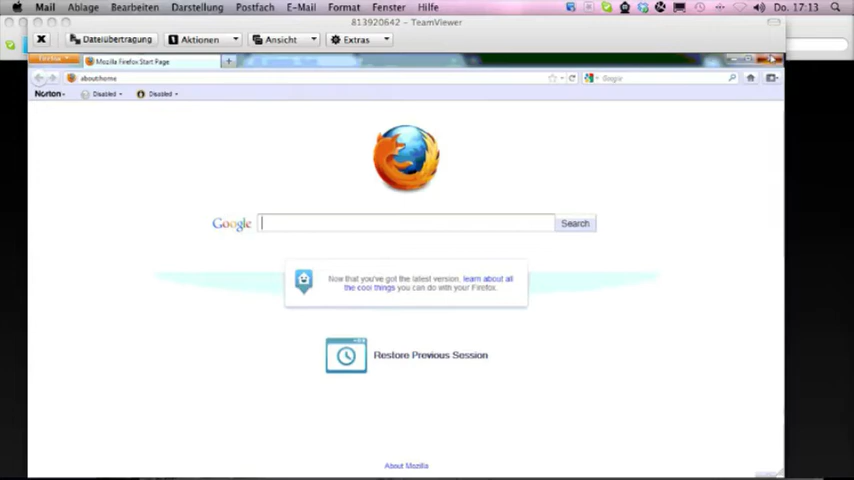 Mail Ablage Bearbeiten Darstellung Postfach E-Mail Format Fenster Hilfe Do. 17:13
813920642 - TeamViewer
Dateiübertragung Aktionen Ansicht Extras
Firefox Mozilla Firefox Start Page
about:home Google
Norton Disabled Disabled
Google Search
Now that you've got the latest version, learn about all
the cool things you can do with your Firefox.
Restore Previous Session
About Mozilla